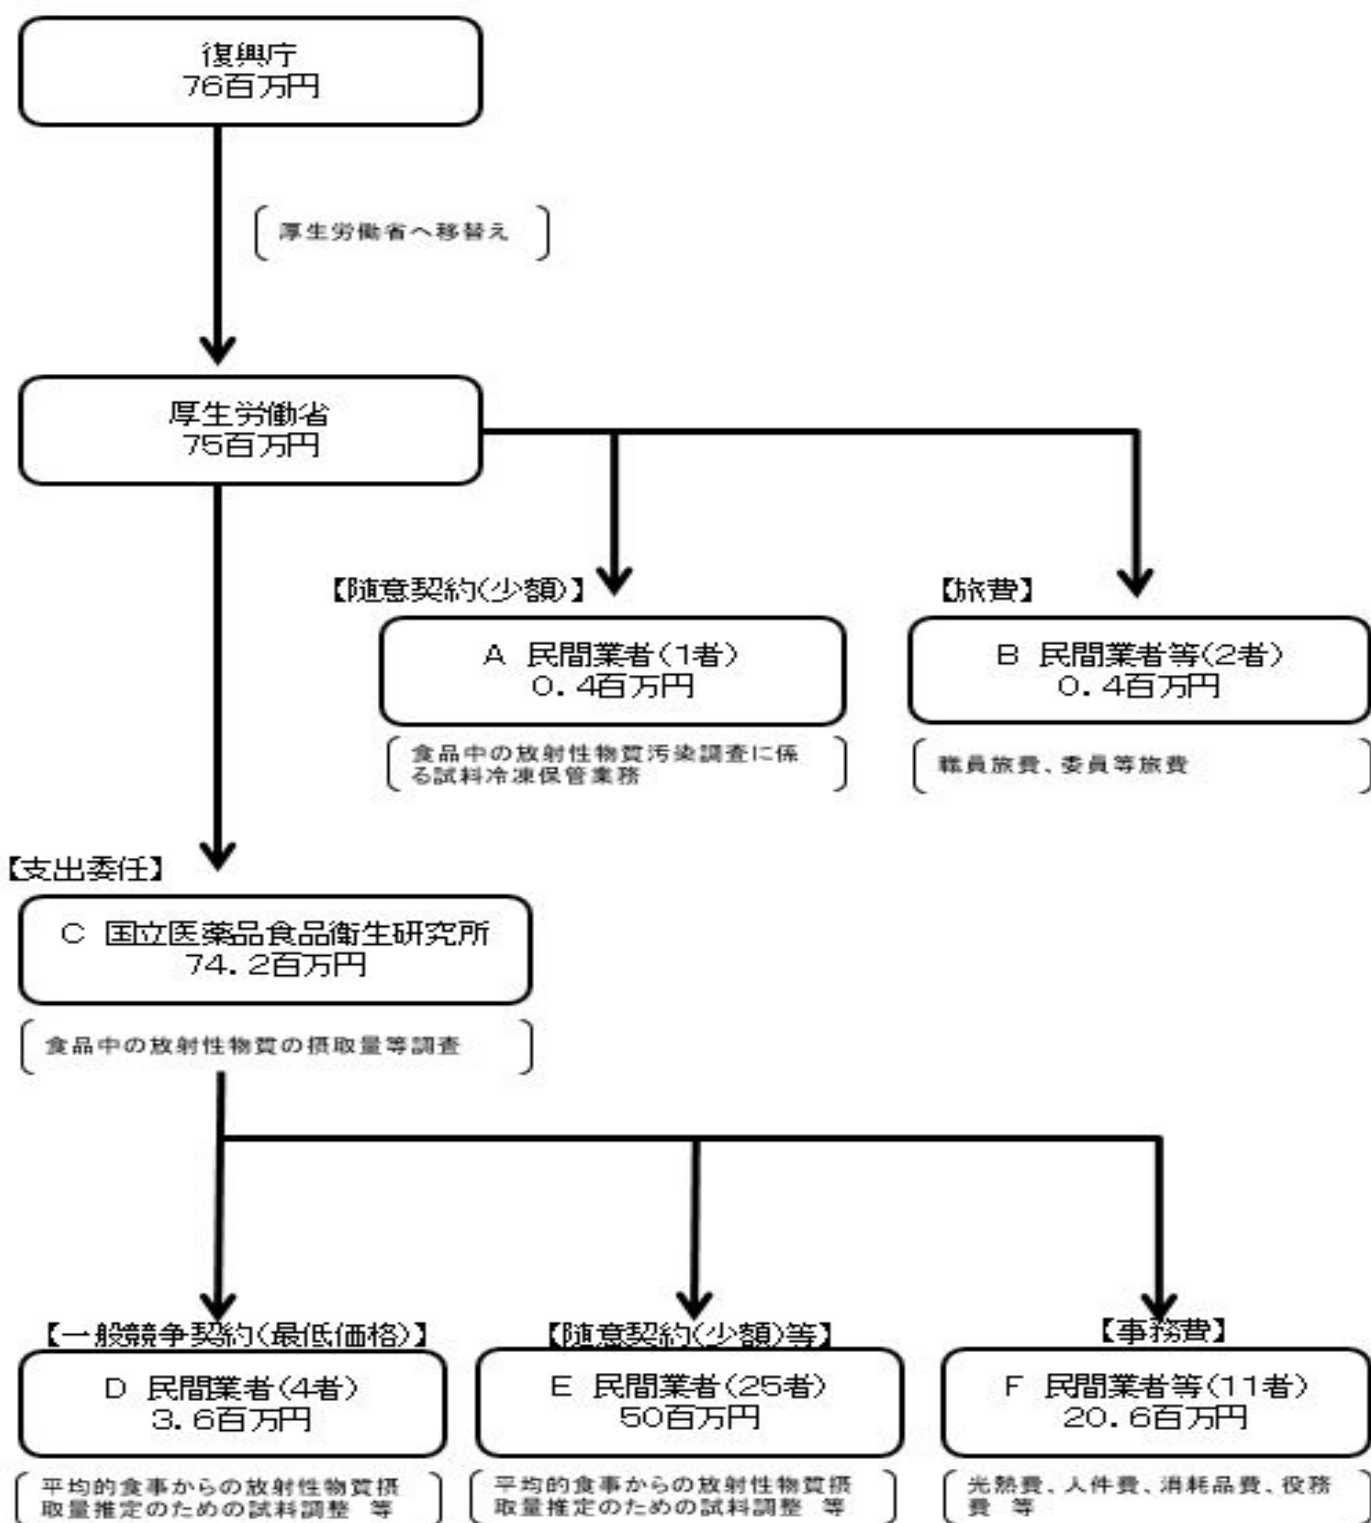 復興庁
76百万円
厚生労働省へ移替え
厚生労働省
75百万円
【随意契約(少額)】
A 民間業者(1者)
0.4百万円
食品中の放射性物質汚染調査に係
る試料冷凍保管業務
【旅費】
B 民間業者等(2者)
0.4百万円
職員旅費、委員等旅費
【支出委任】
C 国立医薬品食品衛生研究所
74.2百万円
食品中の放射性物質の摂取量等調査
【一般競争契約(最低価格)】
D 民間業者(4者)
3.6百万円
平均的食事からの放射性物質摂
取量推定のための試料調整 等
【随意契約(少額)等】
E 民間業者(25者)
50百万円
平均的食事からの放射性物質摂
取量推定のための試料調整 等
【事務費】
F 民間業者等(11者)
20.6百万円
光熱費、人件費、消耗品費、役務
費 等